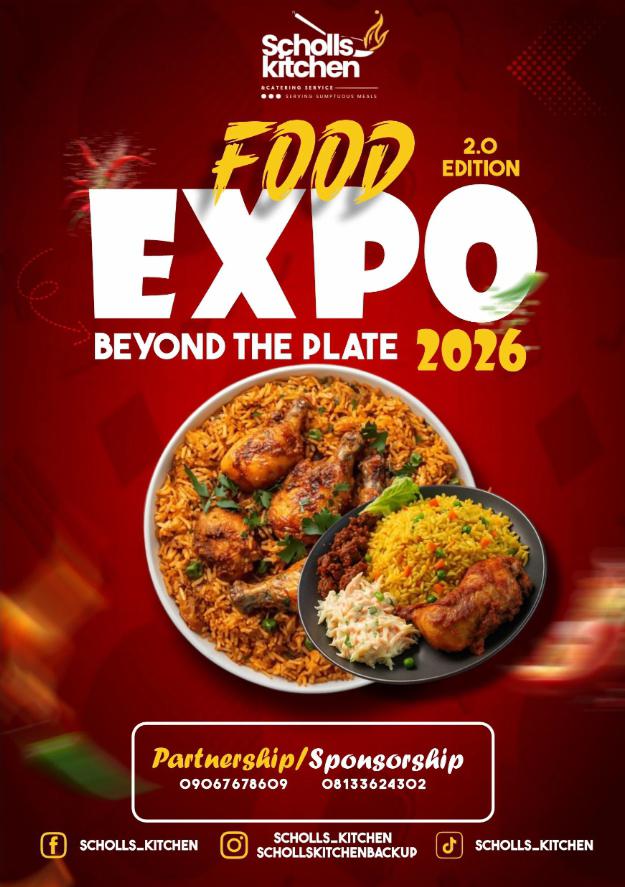 Scholls
kitchen
&CATERING SERVICE
SERVING SUMPTUOUS MEALS
FOOD
2.0
EDITION
EXPO
BEYOND THE PLATE 2026
Partnership/Sponsorship
09067678609 08133624302
SCHOLLS_KITCHEN
SCHOLLS_KITCHEN
SCHOLLSKITCHENBACKUP
SCHOLLS_KITCHEN